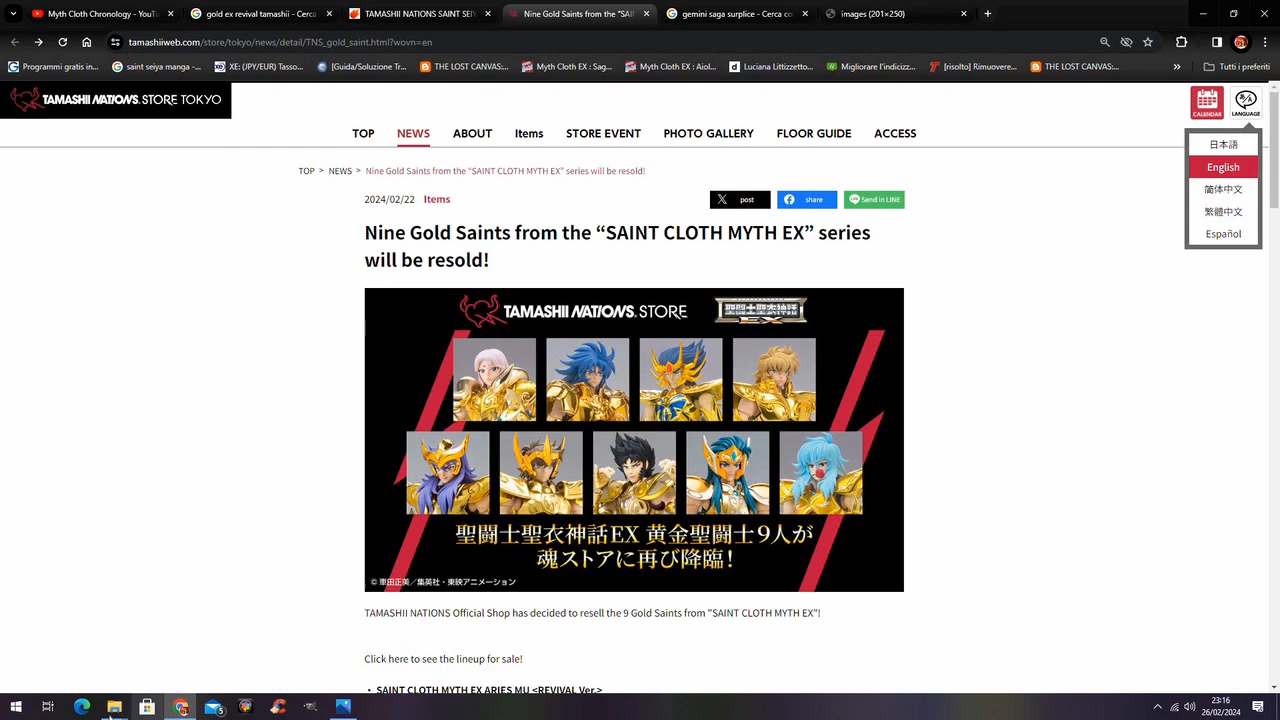 Myth Cloth Chronology - YouTu
gold ex revival tamashii - Cerca
TAMASHII NATIONS SAINT SEIY
Nine Gold Saints from the "SAI
gemini saga surplice - Cerca co
images (201×250)
tamashiiweb.com/store/tokyo/news/detail/TNS_gold_saint.html?wovn=en
Programmi gratis in...
saint seiya manga -...
XE: (JPY/EUR) Tasso...
[Guida/Soluzione Tr...
THE LOST CANVAS:...
Myth Cloth EX : Sag...
Myth Cloth EX : Aiol...
Luciana Littizzetto...
Migliorare l'indicizz...
[risolto] Rimuovere...
THE LOST CANVAS:...
»
Tutti i preferiti
TAMASHII NATIONS. STORE TOKYO
CALENDAR
LANGUAGE
TOP NEWS ABOUT Items STORE EVENT PHOTO GALLERY FLOOR GUIDE ACCESS
日本語
English
简体中文
繁體中文
Español
TOP > NEWS > Nine Gold Saints from the “SAINT CLOTH MYTH EX” series will be resold!
2024/02/22 Items
post
share
Send in LINE
Nine Gold Saints from the “SAINT CLOTH MYTH EX” series
will be resold!
TAMASHII NATIONS. STORE
聖闘士聖衣神話
EX
聖闘士聖衣神話EX 黄金聖闘士9人が
魂ストアに再び降臨！
© 車田正美／集英社・東映アニメーション
TAMASHII NATIONS Official Shop has decided to resell the 9 Gold Saints from "SAINT CLOTH MYTH EX"!
Click here to see the lineup for sale!
・ SAINT CLOTH MYTH EX ARIES MU <REVIVAL Ver.>
23:16
26/02/2024